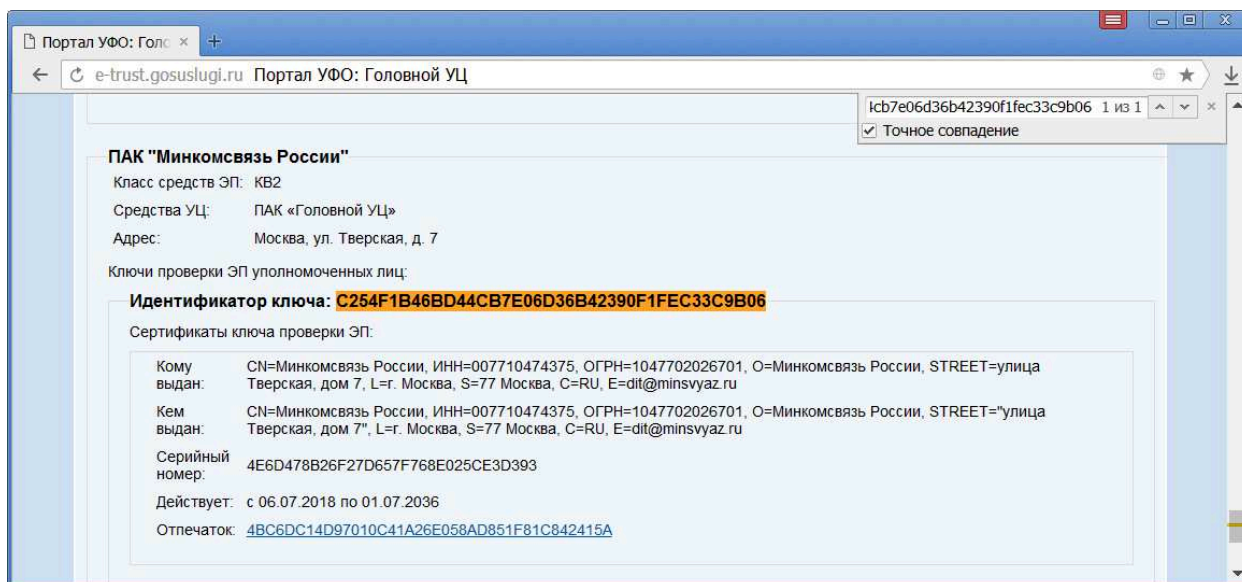 Портал УФО: Голо
e-trust.gosuslugi.ru Портал УФО: Головной УЦ
cb7e06d36b42390f1fec33c9b06 1 из 1
Точное совпадение
ПАК "Минкомсвязь России"
Класс средств ЭП: КВ2
Средства УЦ: ПАК «Головной УЦ»
Адрес: Москва, ул. Тверская, д. 7
Ключи проверки ЭП уполномоченных лиц:
Идентификатор ключа: C254F1B46BD44CB7E06D36B42390F1FEC33C9B06
Сертификаты ключа проверки ЭП:
Кому выдан: CN=Минкомсвязь России, ИНН=007710474375, ОГРН=1047702026701, O=Минкомсвязь России, STREET=улица
Тверская, дом 7, L=г. Москва, S=77 Москва, C=RU, E=dit@minsvyaz.ru
Кем выдан: CN=Минкомсвязь России, ИНН=007710474375, ОГРН=1047702026701, O=Минкомсвязь России, STREET="улица
Тверская, дом 7", L=г. Москва, S=77 Москва, C=RU, E=dit@minsvyaz.ru
Серийный номер: 4E6D478B26F27D657F768E025CE3D393
Действует: с 06.07.2018 по 01.07.2036
Отпечаток: 4BC6DC14D97010C41A26E058AD851F81C842415A